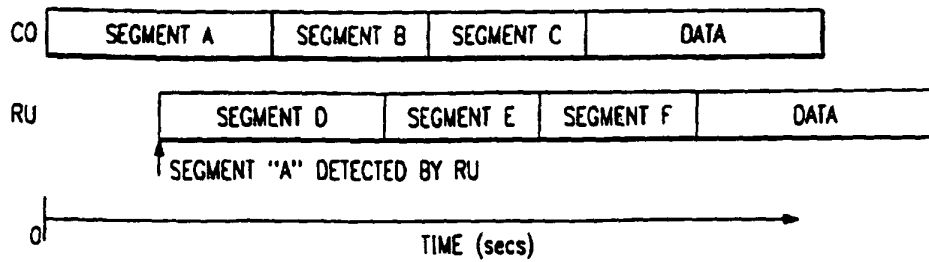 CO SEGMENT A SEGMENT B SEGMENT C DATA
RU SEGMENT D SEGMENT E SEGMENT F DATA
SEGMENT "A" DETECTED BY RU
0
TIME (secs)